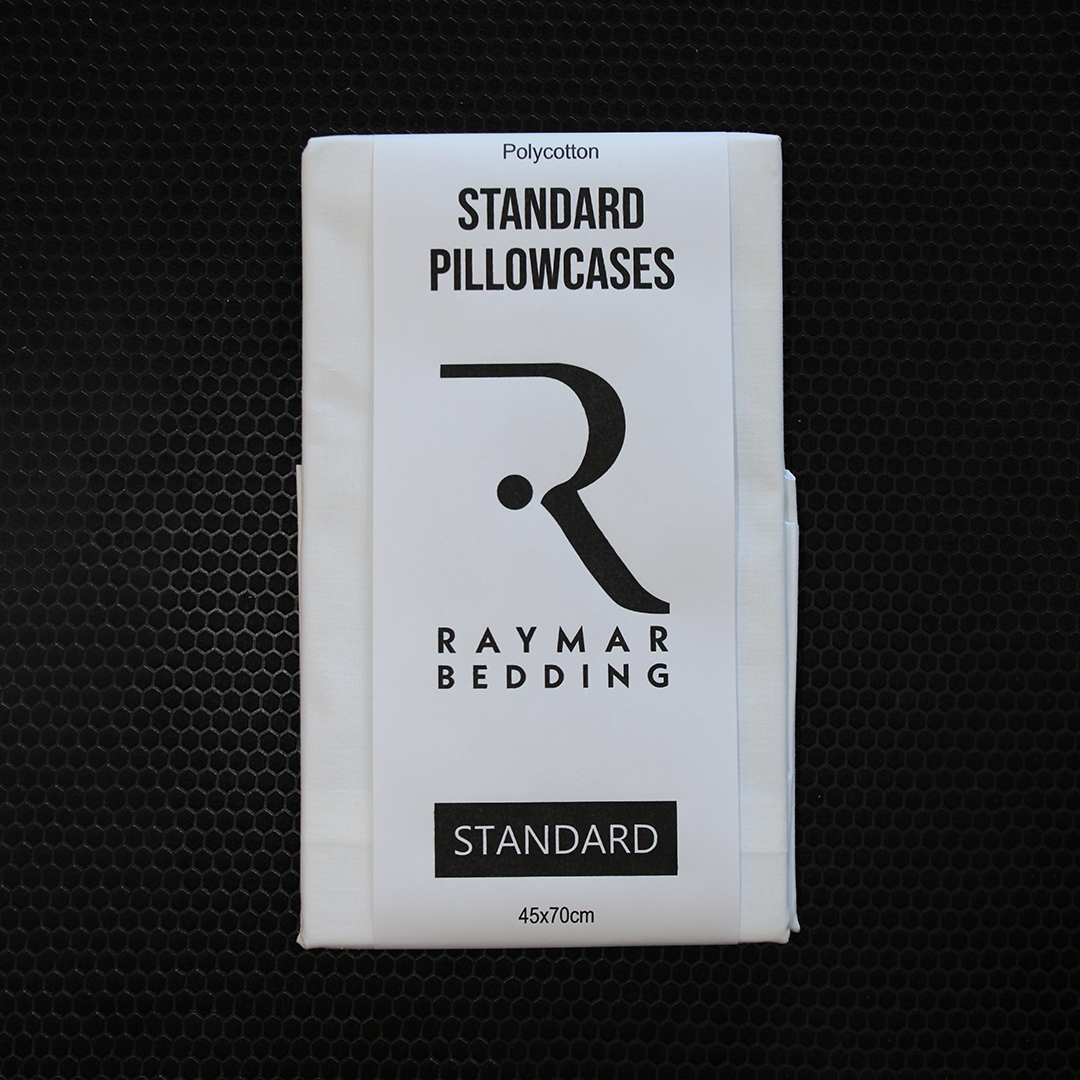 Polycotton
STANDARD
PILLOWCASES
R
RAYMAR
BEDDING
STANDARD
45x70cm